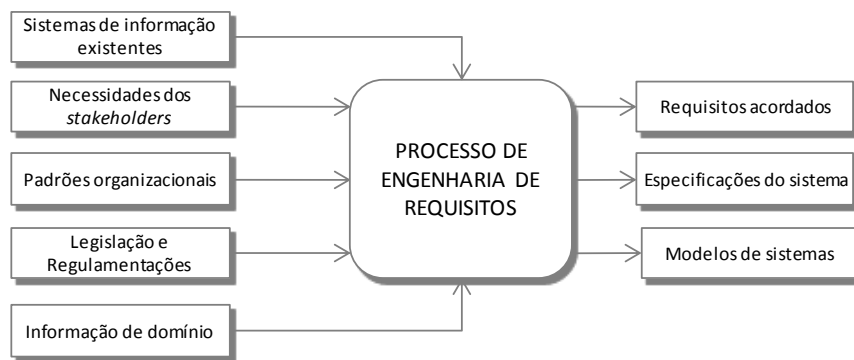 Sistemas de informação
existentes
Necessidades dos
stakeholders
Padrões organizacionais
Legislação e
Regulamentações
Informação de domínio
PROCESSO DE
ENGENHARIA DE
REQUISITOS
Requisitos acordados
Especificações do sistema
Modelos de sistemas